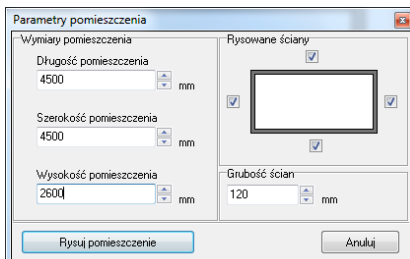 Parametry pomieszczenia
Wymiary pomieszczenia
Długość pomieszczenia
4500 mm
Szerokość pomieszczenia
4500 mm
Wysokość pomieszczenia
2600 mm
Rysowane ściany
Grubość ścian
120 mm
Rysuj pomieszczenie
Anuluj